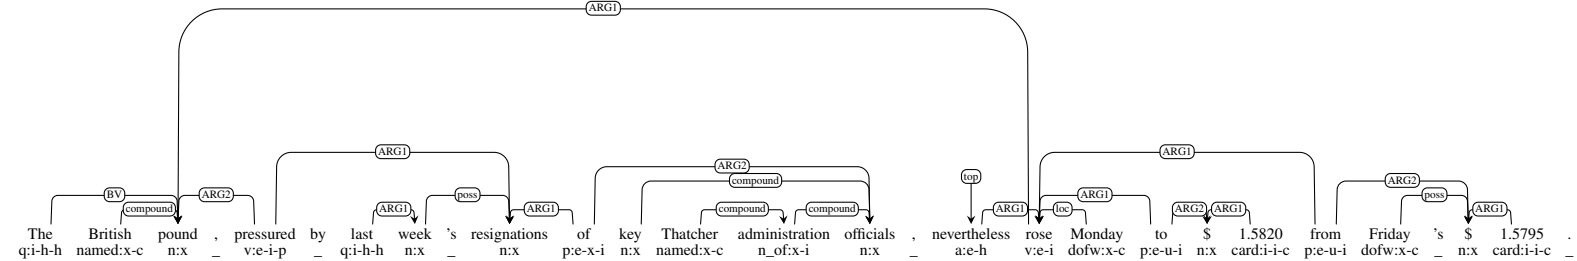 ARG1
ARG1 ARG1
ARG2
compound
top
ARG2
BV ARG2 poss ARG1 poss
compound ARG1 ARG1 compound compound ARG1 loc ARG2 ARG1 ARG1
The British pound , pressured by last week 's resignations of key Thatcher administration officials , nevertheless rose Monday to $ 1.5820 from Friday 's $ 1.5795 .
q:i-h-h named:x-c n:x _ v:e-i-p _ q:i-h-h n:x _ n:x p:e-x-i n:x named:x-c n_of:x-i n:x _ a:e-h v:e-i dofw:x-c p:e-u-i n:x card:i-i-c p:e-u-i dofw:x-c _ n:x card:i-i-c _